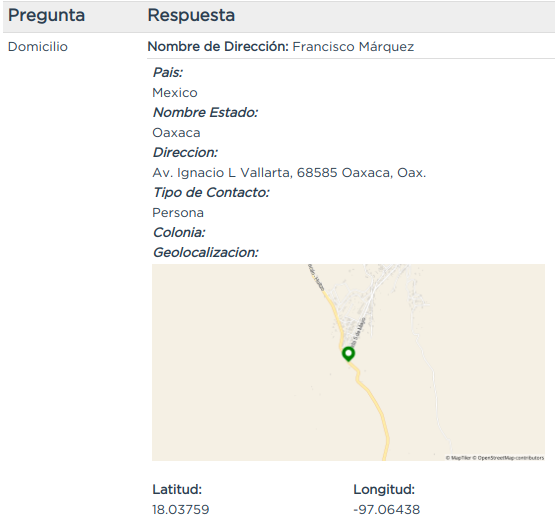 Pregunta Respuesta
Domicilio Nombre de Dirección: Francisco Márquez
Pais:
Mexico
Nombre Estado:
Oaxaca
Direccion:
Av. Ignacio L Vallarta, 68585 Oaxaca, Oax.
Tipo de Contacto:
Persona
Colonia:
Geolocalizacion:
© MapTiler © OpenStreetMap contributors
Latitud: Longitud:
18.03759 -97.06438